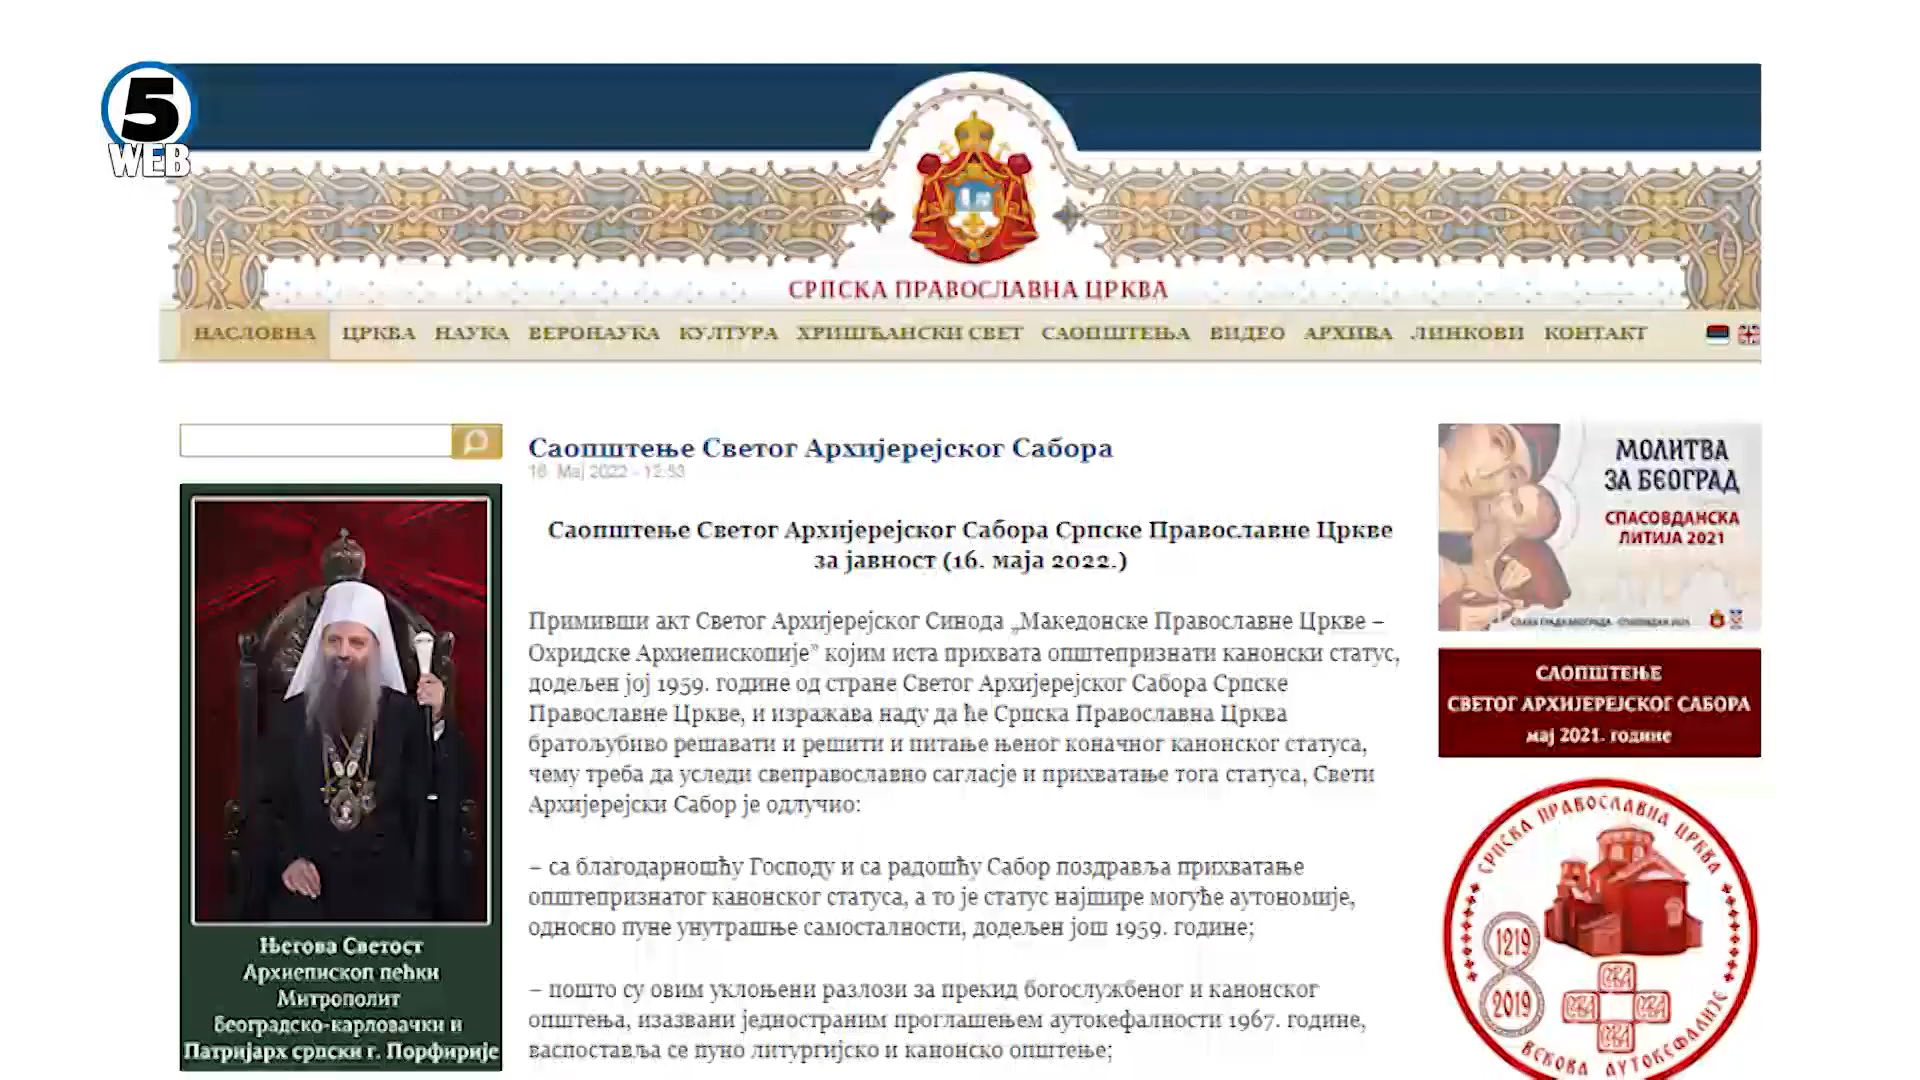 5
WEB
СРПСКА ПРАВОСЛАВНА ЦРКВА
НАСЛОВНА ЦРКВА НАУКА ВЕРОНАУКА КУЛТУРА ХРИШЋАНСКИ СВЕТ САОПШТЕЊА ВИДЕО АРХИВА ЛИНКОВИ КОНТАКТ
Његова Светост
Архиепископ пећки
Митрополит
Београдско-карловачки и
Патријарх српски г. Порфирије
Саопштење Светог Архијерејског Сабора
16. Мај 2022 - 12:53
Саопштење Светог Архијерејског Сабора Српске Православне Цркве
за јавност (16. маја 2022.)
Примивши акт Светог Архијерејског Синода „Македонске Православне Цркве –
Охридске Архиепископије” којим иста прихвата општепризнати канонски статус,
додељен јој 1959. године од стране Светог Архијерејског Сабора Српске
Православне Цркве, и изражава наду да ће Српска Православна Црква
братољубиво решавати и решити и питање њеног коначног канонског статуса,
чему треба да уследи свеправославно сагласје и прихватање тога статуса, Свети
Архијерејски Сабор је одлучио:
– са благодарношћу Господу и са радошћу Сабор поздравља прихватање
општепризнатог канонског статуса, а то је статус најшире могуће аутономије,
односно пуне унутрашње самосталности, додељен још 1959. године;
– пошто су овим уклоњени разлози за прекид богослужбеног и канонског
општења, изазвани једностраним проглашењем аутокефалности 1967. године,
васпоставља се пуно литургијско и канонско општење;
МОЛИТВА
ЗА БЕОГРАД
СПАСОВДАНСКА
ЛИТИЈА 2021
САОПШТЕЊЕ
СВЕТОГ АРХИЈЕРЕЈСКОГ САБОРА
мај 2021. године
СРПСКА ПРАВОСЛАВНА ЦРКВА
1219
2019
ВЕКОВА АУТОКЕФАЛИЈЕ